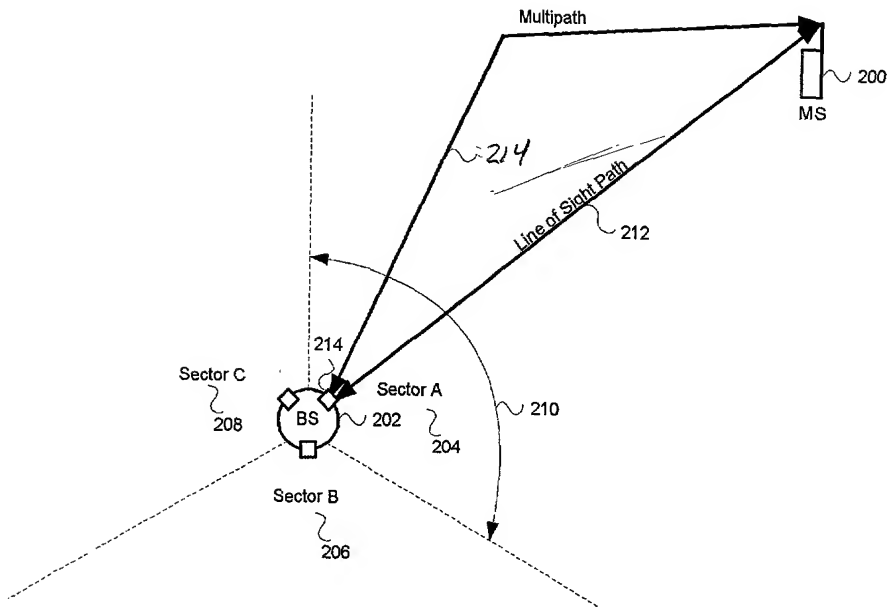 Multipath
200
MS
214
Line of Sight Path
212
214
Sector C
Sector A
210
208
BS
202
204
Sector B
206